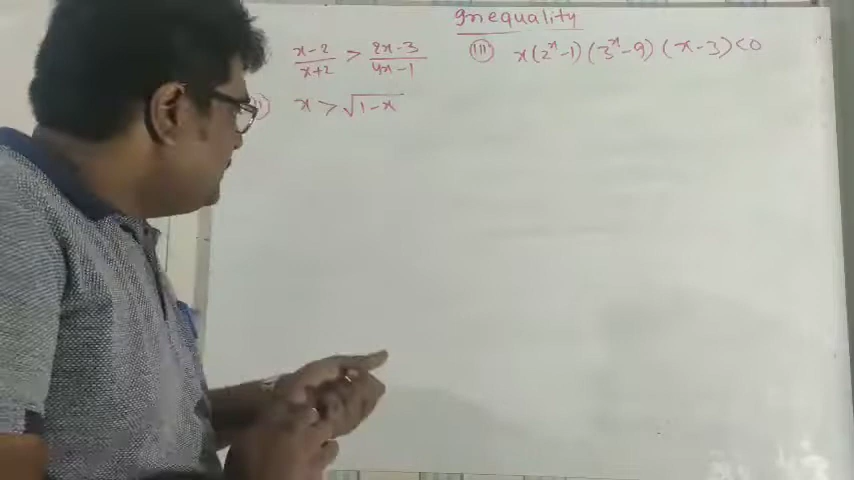 Inequality
x-2/x+2 > 2x-3/4x-1
(iii) x(2^x-1)(3^x-9)(x-3)<0
) x > √1-x